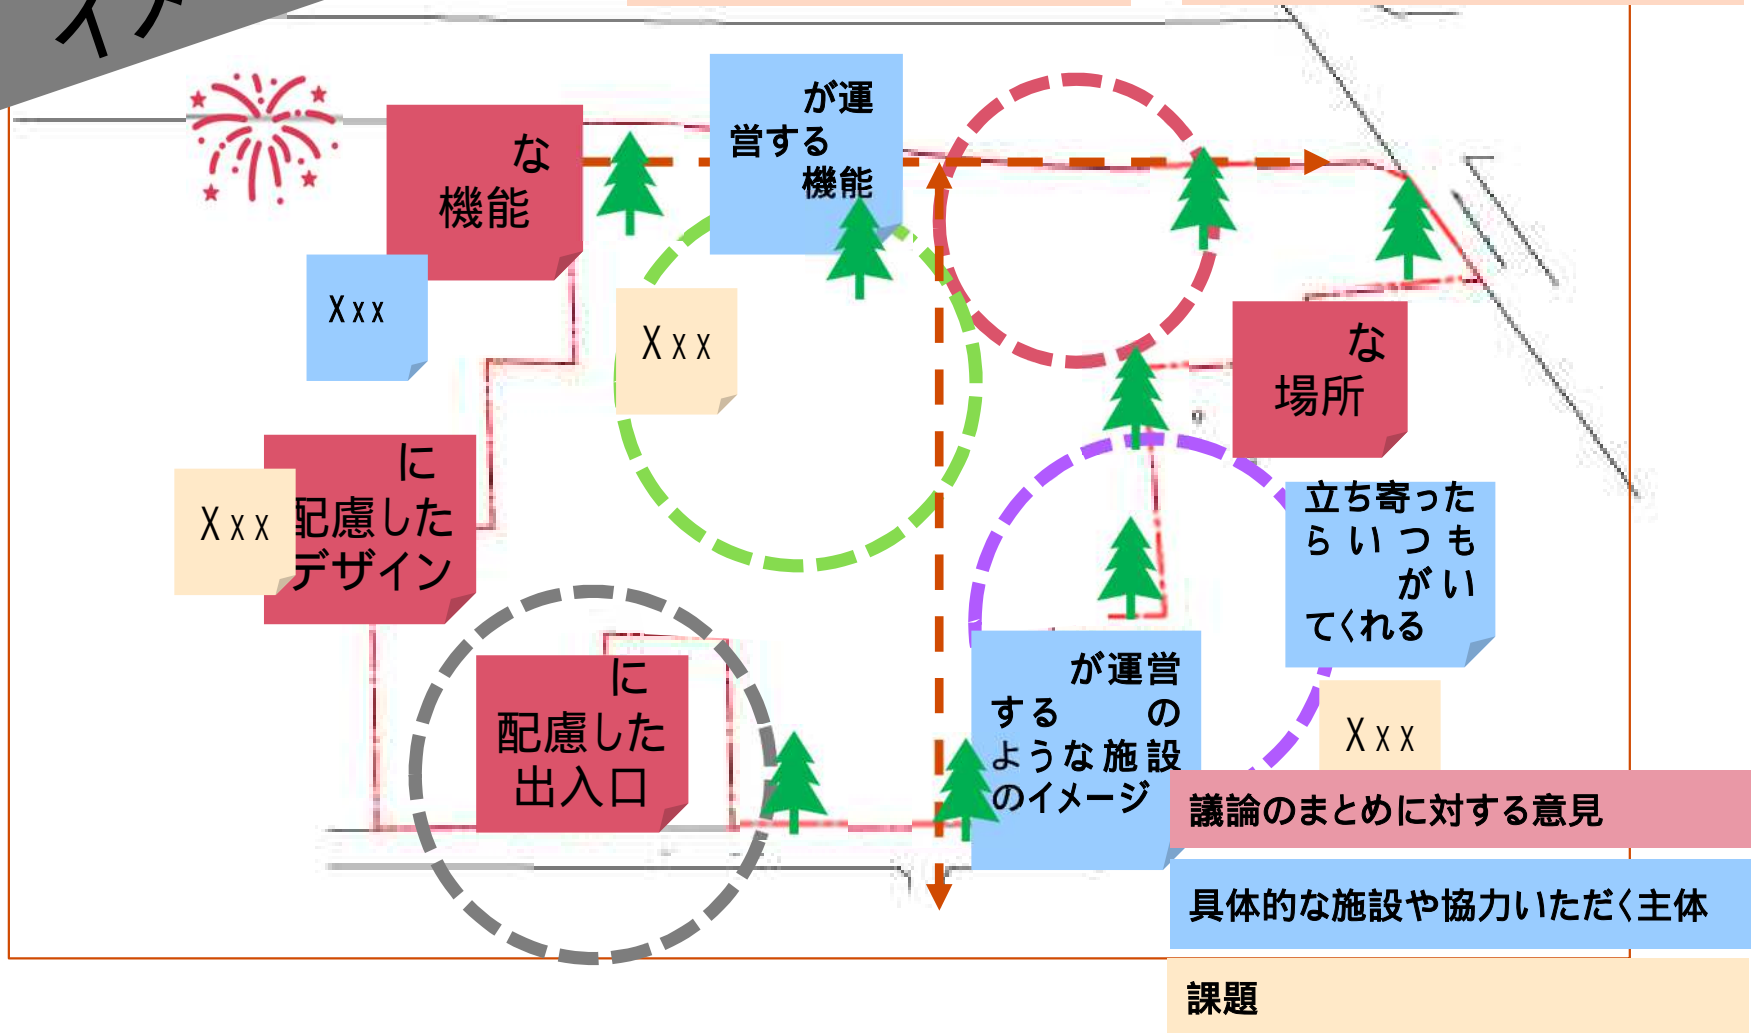 イメ
な
機能
が運
営する
機能
Xxx
Xxx
な
場所
に
配慮した
デザイン
Xxx
立ち寄った
らいつも
がい
てくれる
に
配慮した
出入口
が運営
する の
ような施設
のイメージ
Xxx
議論のまとめに対する意見
具体的な施設や協力いただく主体
課題